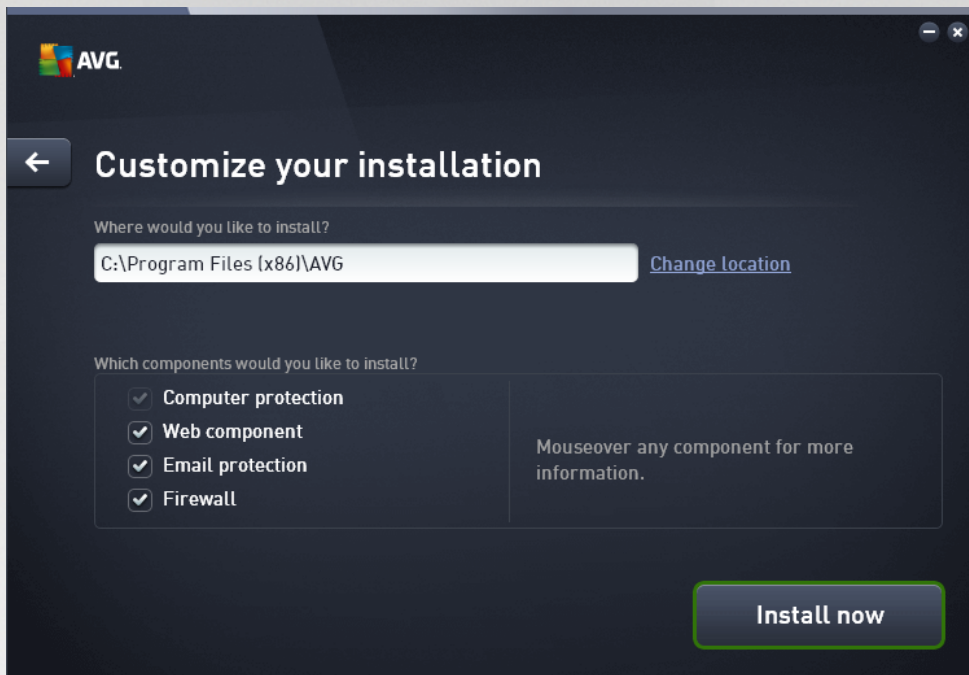 AVG.
Customize your installation
Where would you like to install?
C:\Program Files (x86)\AVG
Change location
Which components would you like to install?
Computer protection
Web component
Email protection
Firewall
Mouseover any component for more
information.
Install now